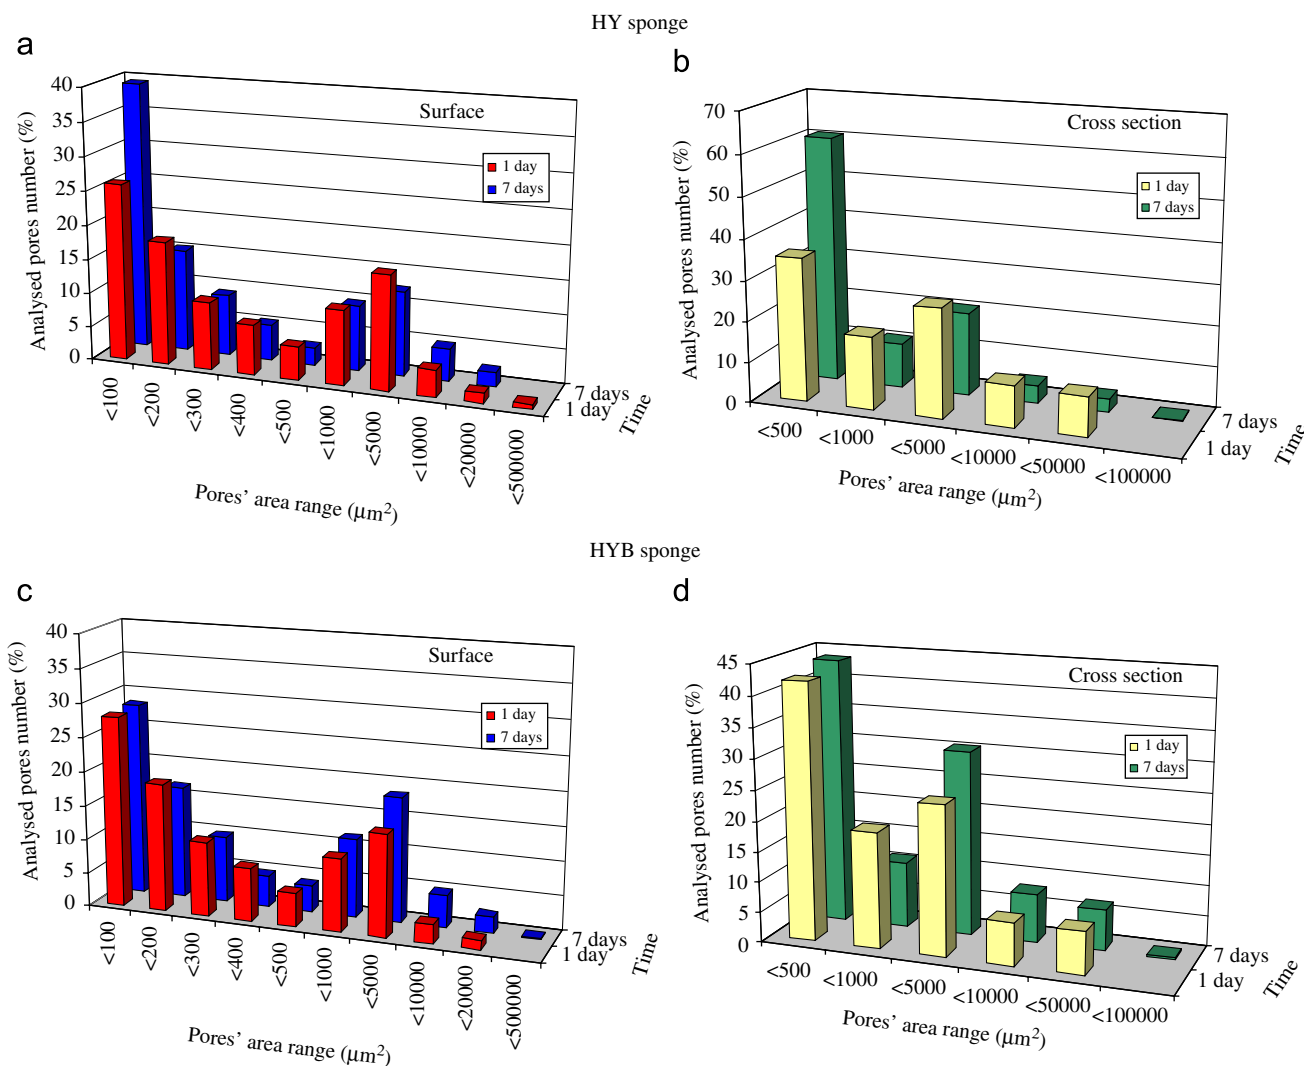 HY sponge
a
Surface
Analysed pores number (%)
40
35
30
25
20
15
10
5
0
1 day
7 days
<100
<200
<300
<400
<500
<1000
<5000
<10000
<20000
<500000
7 days
1 day
Time
Pores' area range (μm²)
b
Cross section
Analysed pores number (%)
70
60
50
40
30
20
10
0
1 day
7 days
<500
<1000
<5000
<10000
<50000
<100000
7 days
1 day
Time
Pores' area range (μm²)
HYB sponge
c
Surface
Analysed pores number (%)
40
35
30
25
20
15
10
5
0
1 day
7 days
<100
<200
<300
<400
<500
<1000
<5000
<10000
<20000
<500000
7 days
1 day
Time
Pores' area range (μm²)
d
Cross section
Analysed pores number (%)
45
40
35
30
25
20
15
10
5
0
1 day
7 days
<500
<1000
<5000
<10000
<50000
<100000
7 days
1 day
Time
Pores' area range (μm²)